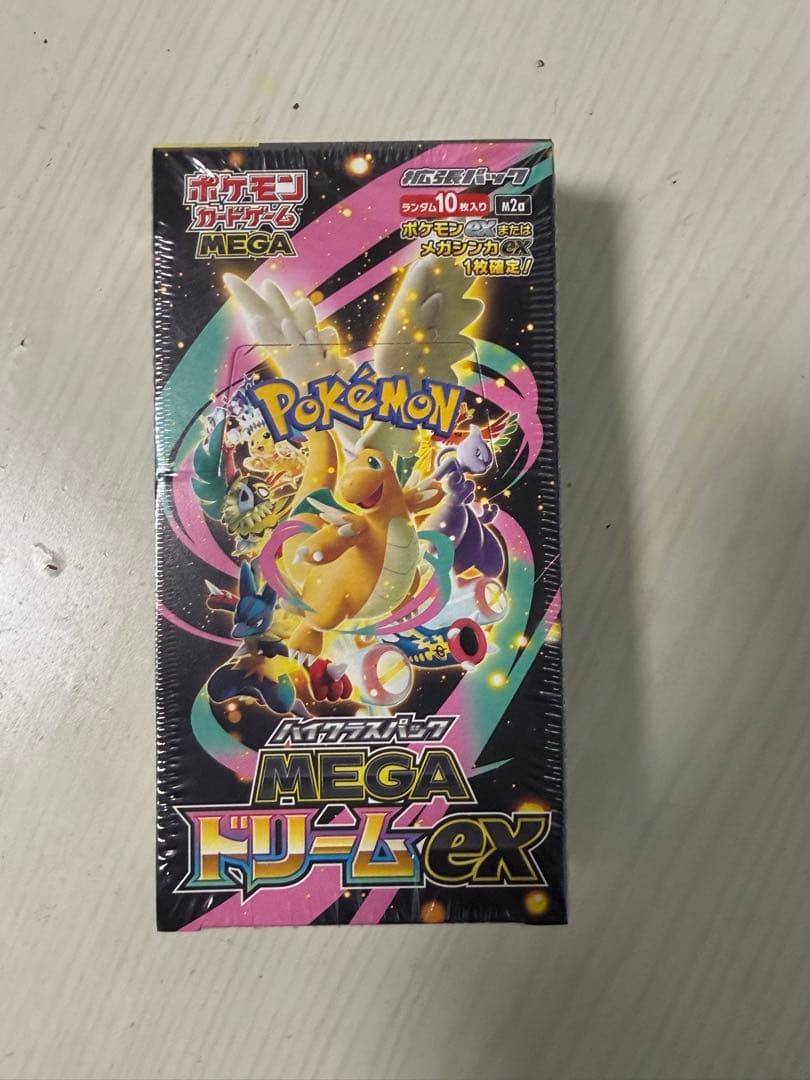 ポケモン
カードゲーム
MEGA
拡張パック
ランダム10枚入り
M2a
ポケモンexまたは
メガシンカex
1枚確定!
POKéMON
ハイクラスパック
MEGA
ドリームex